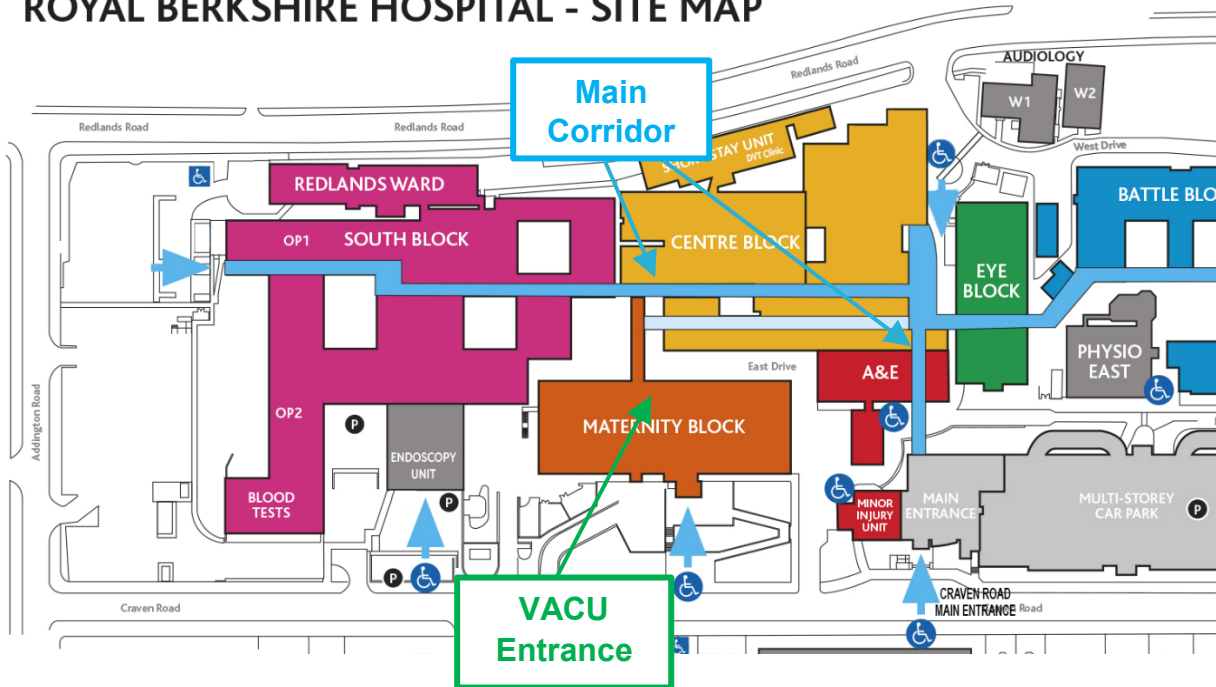 ROYAL BERKSHIRE HOSPITAL - SITE MAP
AUDIOLOGY
W1
W2
Redlands Road
Redlands Road
Redlands Road
Main
Corridor
SHORT STAY UNIT
DVT Clinic
West Drive
REDLANDS WARD
BATTLE BLO
OP1
SOUTH BLOCK
CENTRE BLOCK
EYE
BLOCK
PHYSIO
EAST
East Drive
A&E
Addington Road
OP2
P
MATERNITY BLOCK
ENDOSCOPY
UNIT
BLOOD
TESTS
P
MINOR
INJURY
UNIT
MAIN
ENTRANCE
MULTI-STOREY
CAR PARK
P
P
VACU
Entrance
CRAVEN ROAD
MAIN ENTRANCE
Road
Craven Road